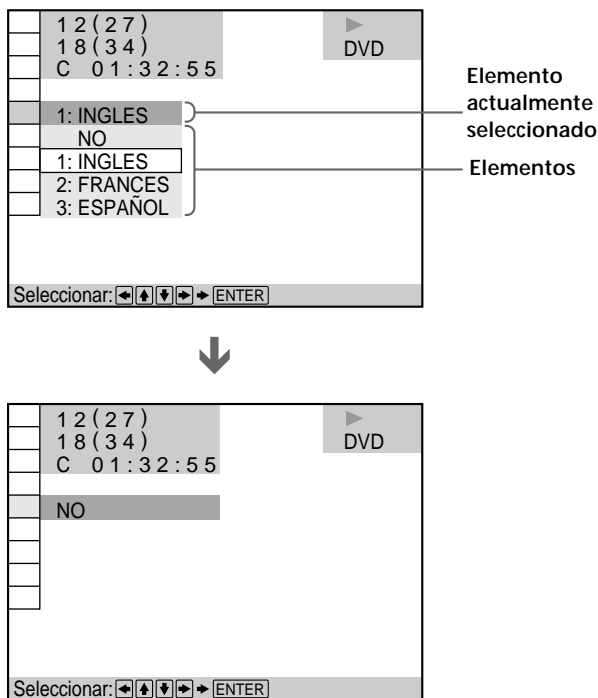 12(27)
18(34)
C 01:32:55
DVD
1: INGLES
NO
1: INGLES
2: FRANCES
3: ESPAÑOL
Elemento
actualmente
seleccionado
Elementos
Seleccionar: ENTER
12(27)
18(34)
C 01:32:55
DVD
NO
Seleccionar: ENTER